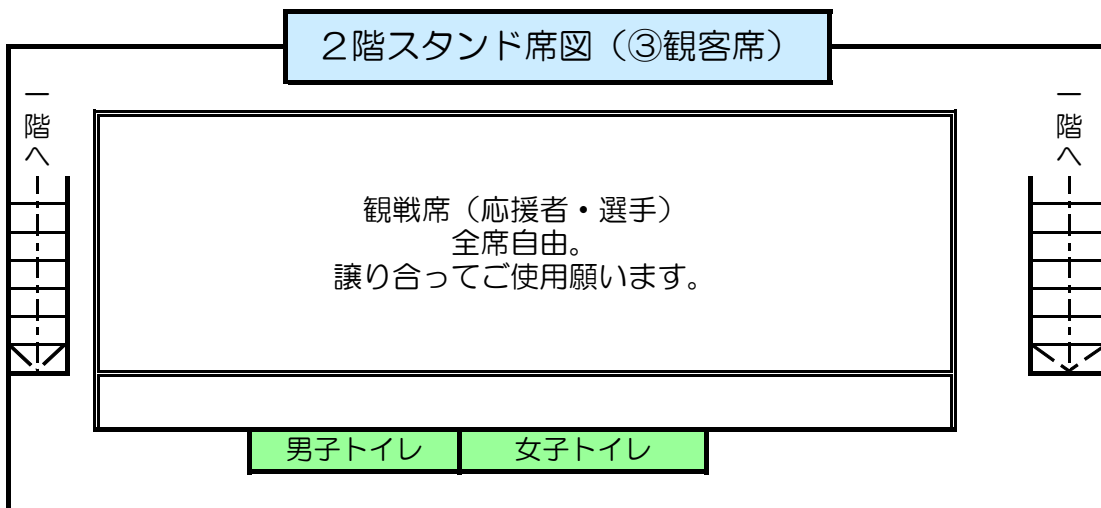 ２階スタンド席図（③観客席）
一階へ
一階へ
観戦席（応援者・選手）
全席自由。
譲り合ってご使用願います。
男子トイレ
女子トイレ